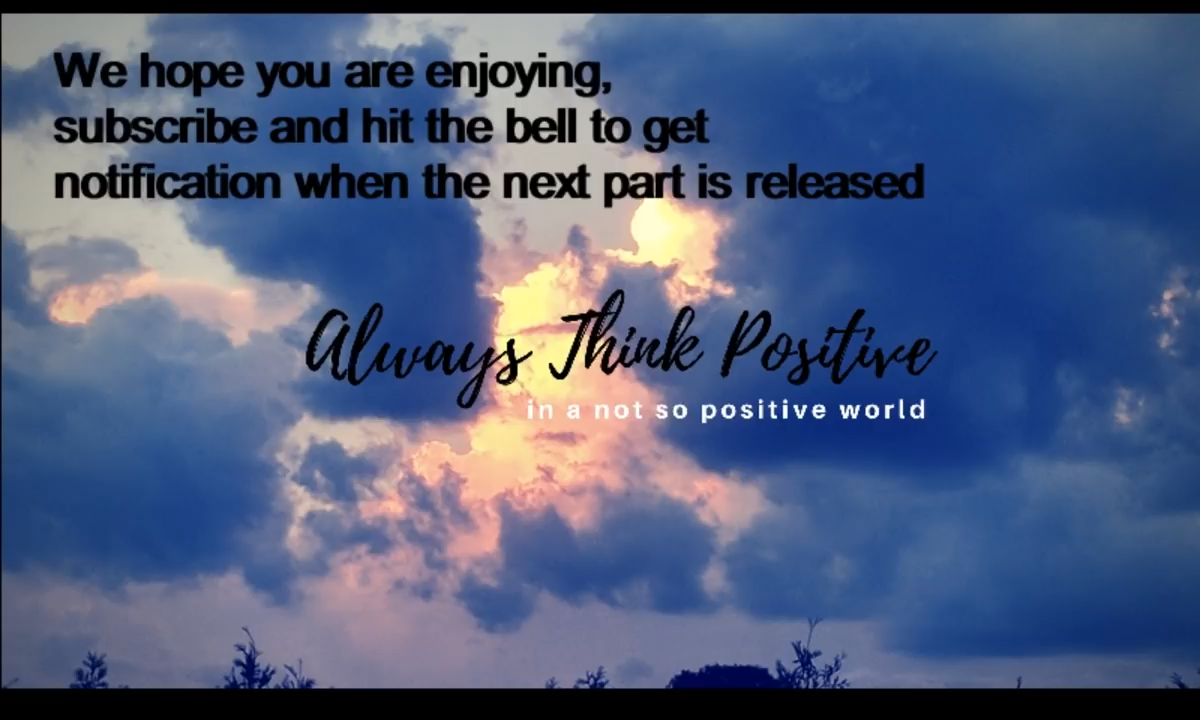 We hope you are enjoying,
subscribe and hit the bell to get
notification when the next part is released
Always Think Positive
in a not so positive world